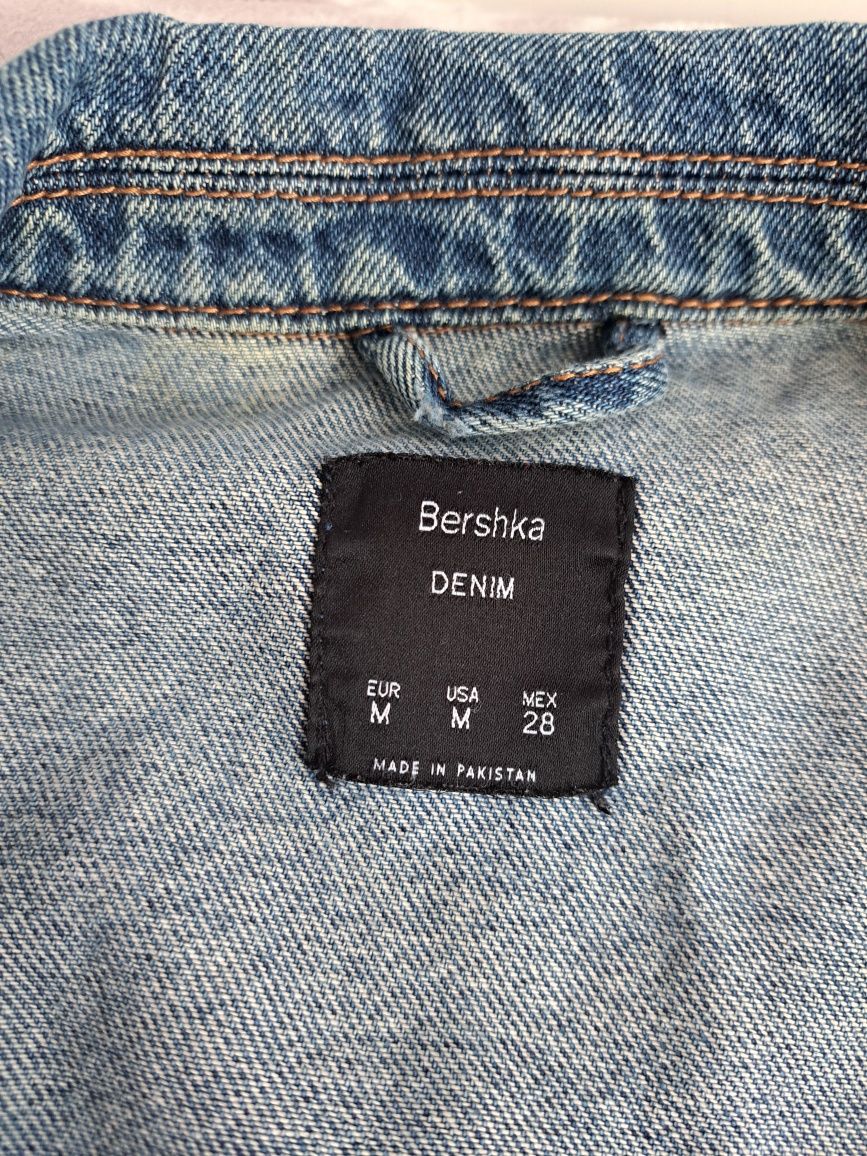 Bershka
DENIM
EUR USA MEX
M M 28
MADE IN PAKISTAN